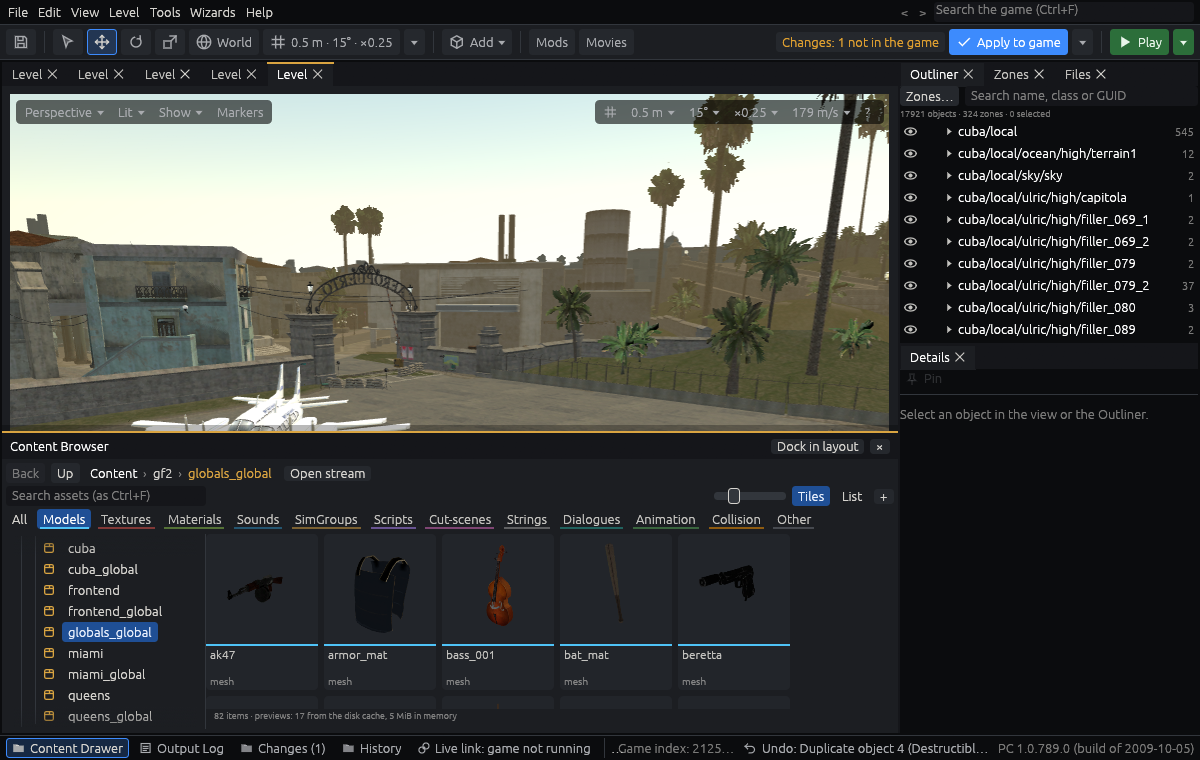 File Edit View Level Tools Wizards Help
< > Search the game (Ctrl+F)
World 0.5 m · 15° · ×0.25 Add Mods Movies Changes: 1 not in the game Apply to game Play
Level Level Level Level Level
Outliner Zones Files
Perspective Lit Show Markers 0.5 m 15° ×0.25 179 m/s ?
Zones... Search name, class or GUID
17921 objects · 324 zones · 0 selected
cuba/local 545
cuba/local/ocean/high/terrain1 12
cuba/local/sky/sky 2
cuba/local/ulric/high/capitola 1
cuba/local/ulric/high/filler_069_1 2
cuba/local/ulric/high/filler_069_2 2
cuba/local/ulric/high/filler_079 2
cuba/local/ulric/high/filler_079_2 37
cuba/local/ulric/high/filler_080 3
cuba/local/ulric/high/filler_089 2
Details
Pin
Select an object in the view or the Outliner.
Content Browser Dock in layout ×
Back Up Content › gf2 › globals_global Open stream
Search assets (as Ctrl+F) Tiles List +
All Models Textures Materials Sounds SimGroups Scripts Cut-scenes Strings Dialogues Animation Collision Other
cuba
cuba_global
frontend
frontend_global
globals_global
miami
miami_global
queens
queens_global
ak47 armor_mat bass_001 bat_mat beretta
mesh mesh mesh mesh mesh
82 items · previews: 17 from the disk cache, 5 MiB in memory
Content Drawer Output Log Changes (1) History Live link: game not running ...Game index: 2125... Undo: Duplicate object 4 (Destructibl... PC 1.0.789.0 (build of 2009-10-05)